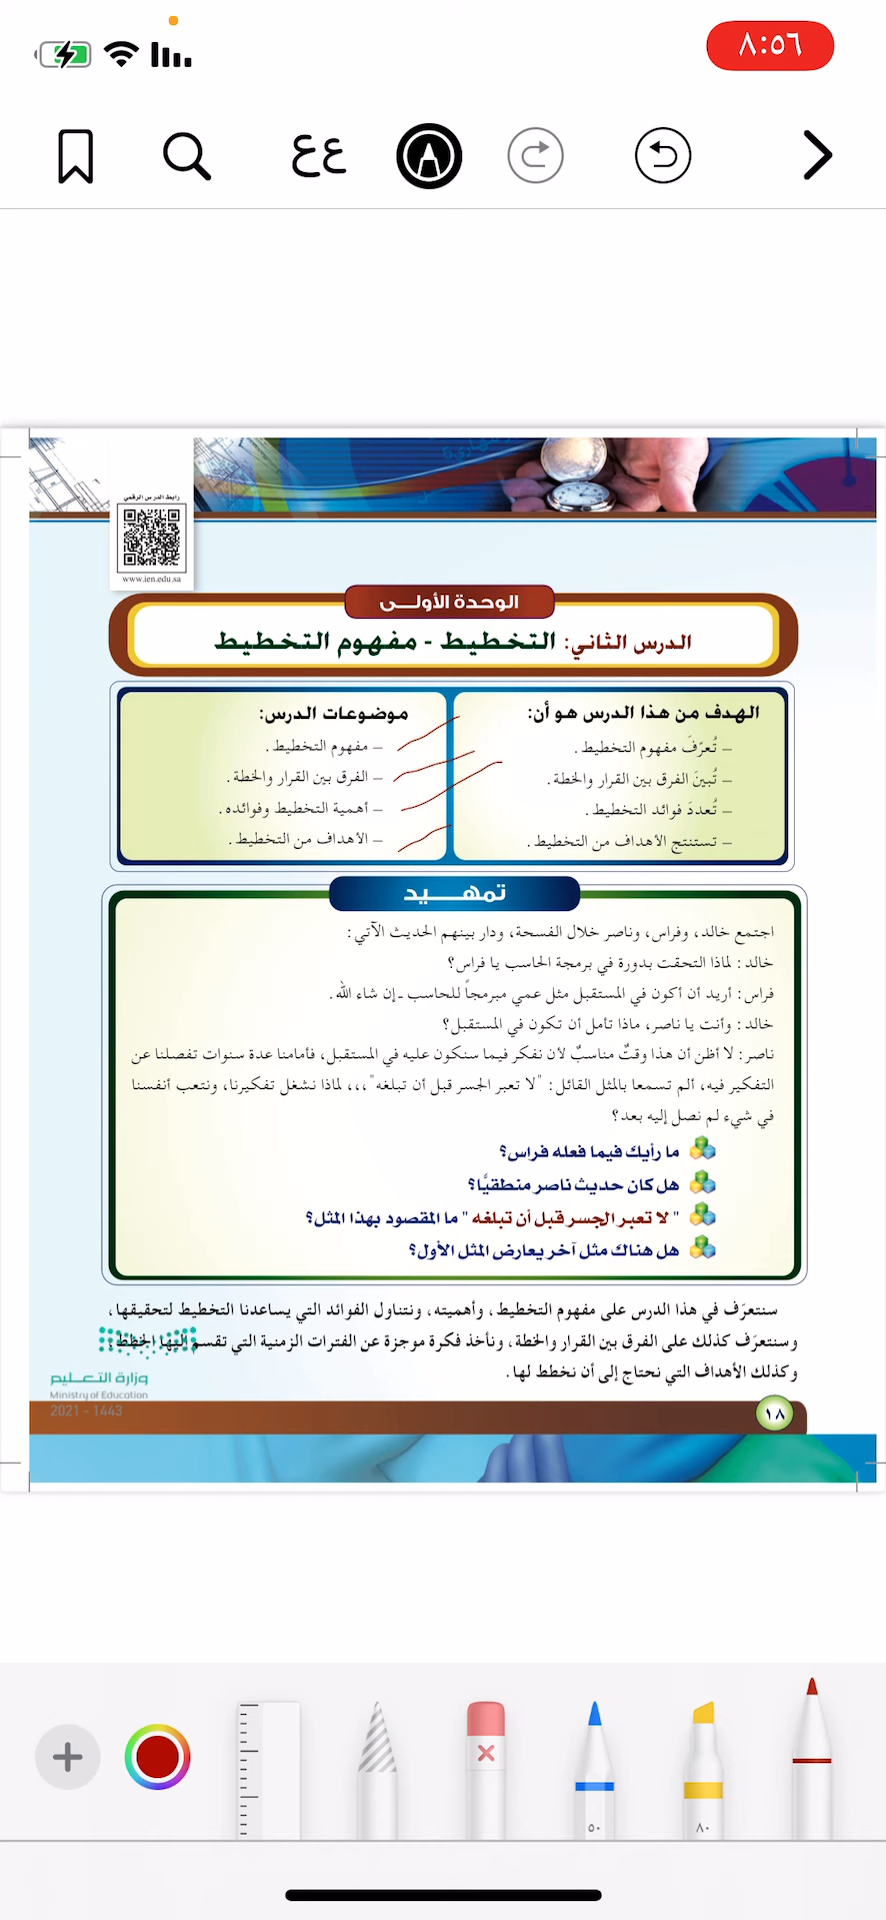 ٨:٥٦
عع
رابط الدرس الرقمي
www.ien.edu.sa
الوحدة الأولى
الدرس الثاني: التخطيط - مفهوم التخطيط
الهدف من هذا الدرس هو أن:
– تُعرّفَ مفهوم التخطيط .
– تُبينَ الفرق بين القرار والخطة .
– تُعددَ فوائد التخطيط .
– تستنتج الأهداف من التخطيط .
موضوعات الدرس:
– مفهوم التخطيط .
– الفرق بين القرار والخطة .
– أهمية التخطيط وفوائده .
– الأهداف من التخطيط .
تمهيد
اجتمع خالد، وفراس، وناصر خلال الفسحة، ودار بينهم الحديث الآتي:
خالد: لماذا التحقت بدورة في برمجة الحاسب يا فراس؟
فراس: أريد أن أكون في المستقبل مثل عمي مبرمجاً للحاسب ـ إن شاء الله .
خالد: وأنت يا ناصر، ماذا تأمل أن تكون في المستقبل؟
ناصر: لا أظن أن هذا وقتٌ مناسبٌ لأن نفكر فيما سنكون عليه في المستقبل، فأمامنا عدة سنوات تفصلنا عن
التفكير فيه، ألم تسمعا بالمثل القائل: "لا تعبر الجسر قبل أن تبلغه"،،، لماذا نشغل تفكيرنا، ونتعب أنفسنا
في شيء لم نصل إليه بعد؟
ما رأيك فيما فعله فراس؟
هل كان حديث ناصر منطقيًّا؟
" لا تعبر الجسر قبل أن تبلغه " ما المقصود بهذا المثل؟
هل هناك مثل آخر يعارض المثل الأول؟
سنتعرّف في هذا الدرس على مفهوم التخطيط، وأهميته، ونتناول الفوائد التي يساعدنا التخطيط لتحقيقها،
وسنتعرّف كذلك على الفرق بين القرار والخطة، ونأخذ فكرة موجزة عن الفترات الزمنية التي تقسم إليها الخطط؛
وكذلك الأهداف التي نحتاج إلى أن نخطط لها.
وزارة التعليم
Ministry of Education
2021 - 1443
١٨
٥٠
٨٠